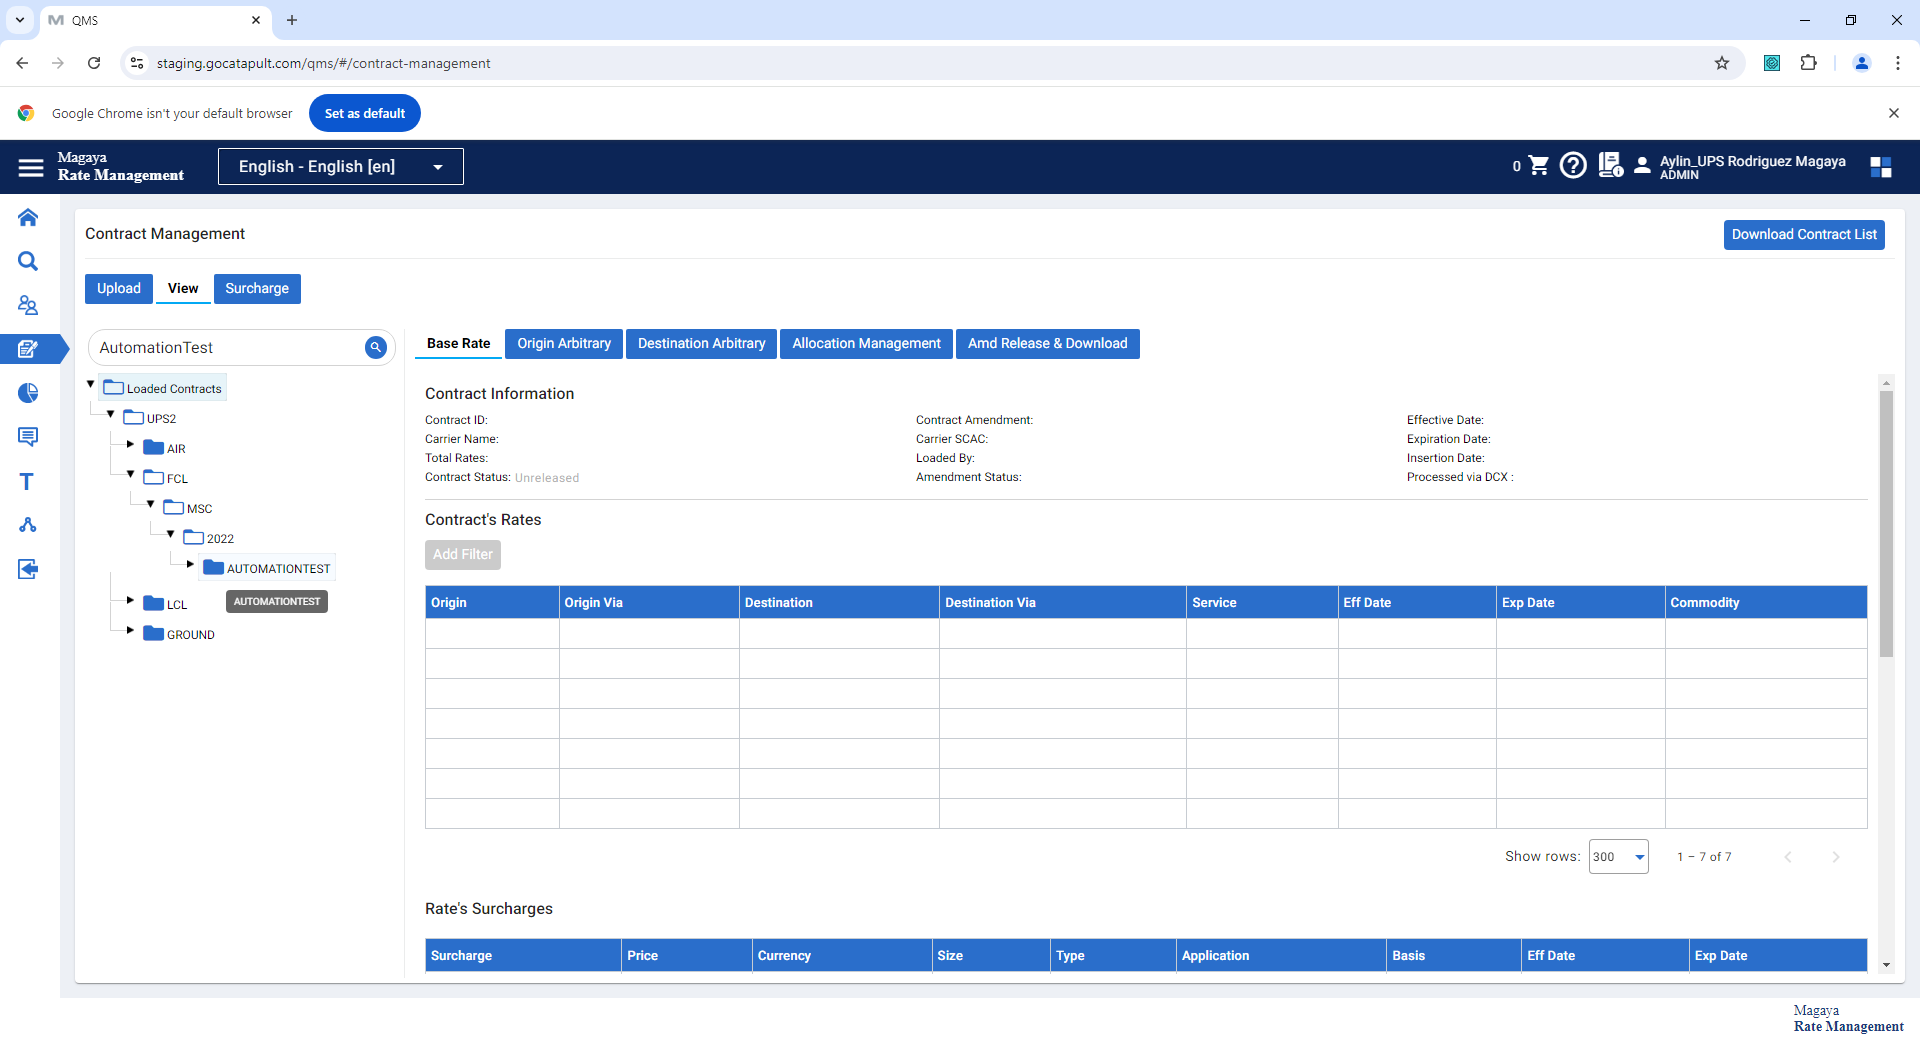 QMS
staging.gocatapult.com/qms/#/contract-management
Google Chrome isn't your default browser
Set as default
Magaya
Rate Management
English - English [en]
0
Aylin_UPS Rodriguez Magaya
ADMIN
Contract Management
Download Contract List
Upload
View
Surcharge
AutomationTest
Loaded Contracts
UPS2
AIR
FCL
MSC
2022
AUTOMATIONTEST
AUTOMATIONTEST
LCL
GROUND
Base Rate
Origin Arbitrary
Destination Arbitrary
Allocation Management
Amd Release & Download
Contract Information
Contract ID:
Contract Amendment:
Effective Date:
Carrier Name:
Carrier SCAC:
Expiration Date:
Total Rates:
Loaded By:
Insertion Date:
Contract Status: Unreleased
Amendment Status:
Processed via DCX :
Contract's Rates
Add Filter
Origin
Origin Via
Destination
Destination Via
Service
Eff Date
Exp Date
Commodity
Show rows:
300
1 – 7 of 7
Rate's Surcharges
Surcharge
Price
Currency
Size
Type
Application
Basis
Eff Date
Exp Date
Magaya
Rate Management